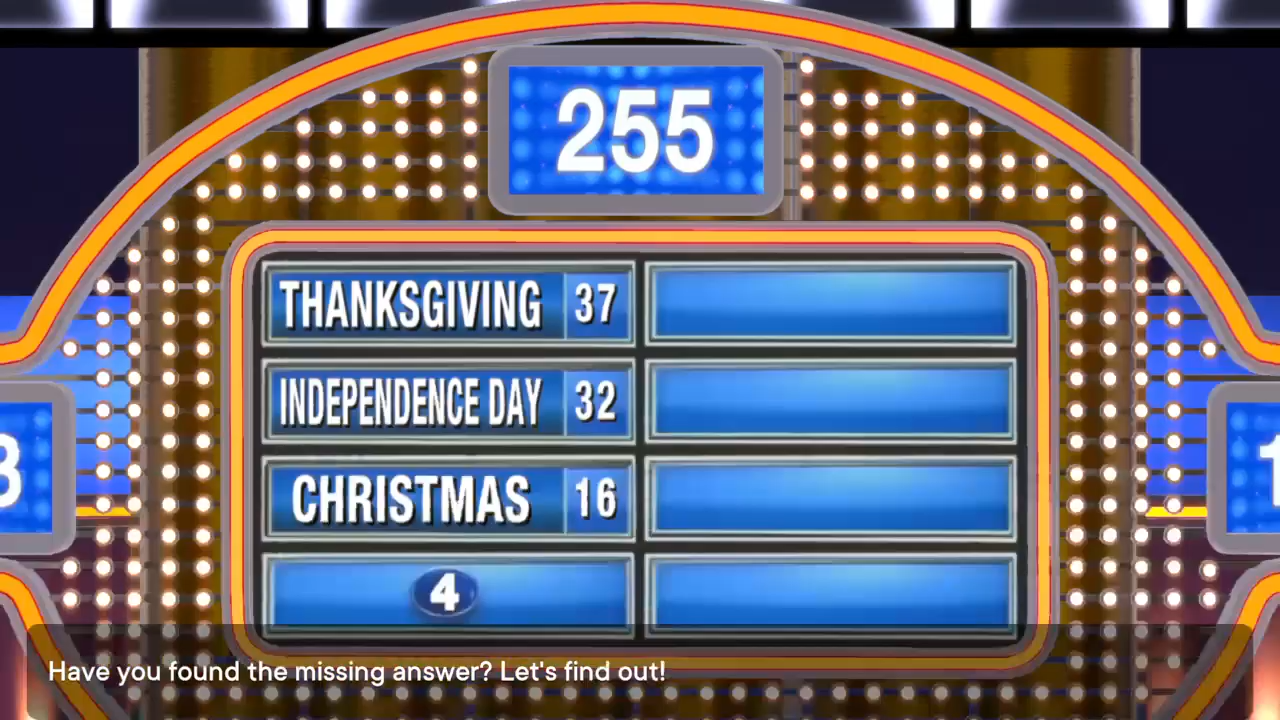 255
THANKSGIVING 37
INDEPENDENCE DAY 32
CHRISTMAS 16
4
Have you found the missing answer? Let's find out!